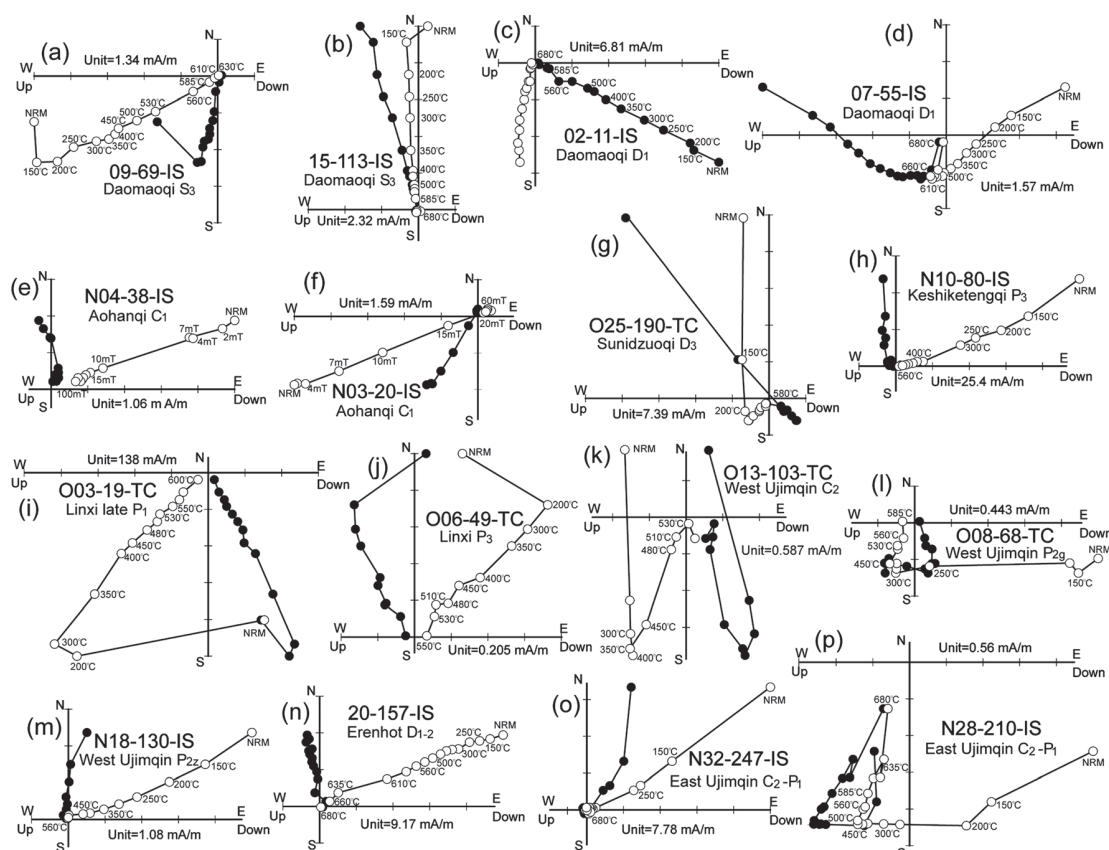 (a)
N
W
Up
Unit=1.34 mA/m
610℃
630℃
E
Down
585℃
560℃
530℃
500℃
450℃
400℃
350℃
300℃
250℃
200℃
150℃
NRM
09-69-IS
Daomaoqi S3
S
(b)
N
150℃
NRM
200℃
250℃
300℃
350℃
400℃
500℃
585℃
680℃
15-113-IS
Daomaoqi S3
W
Up
Unit=2.32 mA/m
E
Down
S
(c)
N
W
Up
680℃
Unit=6.81 mA/m
E
Down
585℃
560℃
500℃
400℃
350℃
300℃
250℃
200℃
150℃
NRM
02-11-IS
Daomaoqi D1
S
(d)
N
07-55-IS
Daomaoqi D1
NRM
150℃
200℃
250℃
300℃
350℃
500℃
610℃
660℃
680℃
W
Up
E
Down
Unit=1.57 mA/m
S
(e)
N
N04-38-IS
Aohanqi C1
NRM
2mT
4mT
7mT
10mT
15mT
100mT
W
Up
E
Down
Unit=1.06 mA/m
S
(f)
N
Unit=1.59 mA/m
W
Up
60mT
E
Down
20mT
15mT
10mT
7mT
4mT
NRM
N03-20-IS
Aohanqi C1
S
(g)
N
NRM
O25-190-TC
Sunidzuoqi D3
150℃
580℃
200℃
W
Up
E
Down
Unit=7.39 mA/m
S
(h)
N
N10-80-IS
Keshiketengqi P3
NRM
150℃
200℃
250℃
300℃
400℃
560℃
W
Up
E
Down
Unit=25.4 mA/m
S
(i)
W
Up
Unit=138 mA/m
N
E
Down
O03-19-TC
Linxi late P1
600℃
550℃
530℃
480℃
450℃
400℃
350℃
300℃
200℃
NRM
S
(j)
N
NRM
O06-49-TC
Linxi P3
200℃
300℃
350℃
400℃
450℃
480℃
510℃
530℃
550℃
W
Up
E
Down
Unit=0.205 mA/m
S
(k)
N
NRM
O13-103-TC
West Ujimqin C2
W
Up
E
Down
Unit=0.587 mA/m
530℃
510℃
480℃
450℃
400℃
350℃
300℃
S
(l)
N
585℃
Unit=0.443 mA/m
W
Up
E
Down
O08-68-TC
West Ujimqin P2g
560℃
530℃
450℃
300℃
250℃
NRM
150℃
S
(m)
N
N18-130-IS
West Ujimqin P2z
NRM
150℃
200℃
250℃
350℃
450℃
560℃
W
Up
E
Down
Unit=1.08 mA/m
S
(n)
N
20-157-IS
Erenhot D1-2
NRM
150℃
250℃
300℃
500℃
560℃
610℃
635℃
660℃
680℃
W
Up
E
Down
Unit=9.17 mA/m
S
(o)
N
NRM
N32-247-IS
East Ujimqin C2-P1
150℃
250℃
680℃
W
Up
E
Down
Unit=7.78 mA/m
S
(p)
N
W
Up
Unit=0.56 mA/m
E
Down
N28-210-IS
East Ujimqin C2-P1
680℃
635℃
585℃
560℃
500℃
450℃
300℃
200℃
150℃
NRM
S